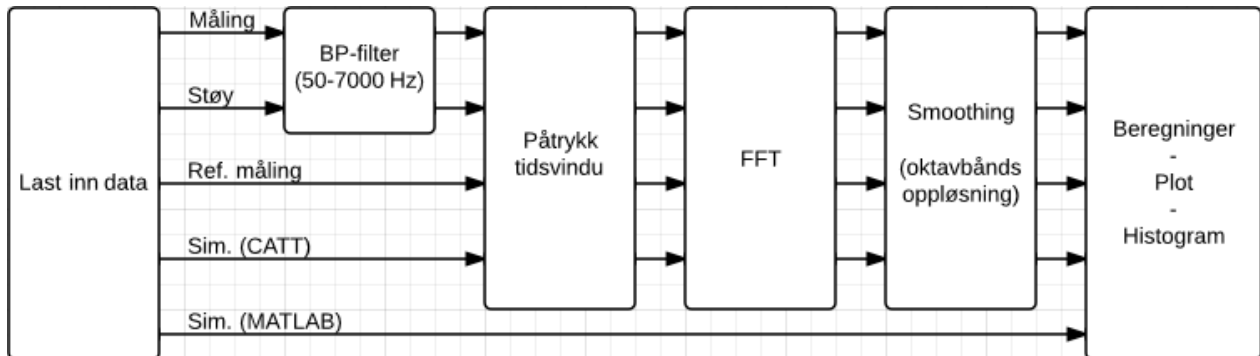 Last inn data
Måling
Støy
Ref. måling
Sim. (CATT)
Sim. (MATLAB)
BP-filter
(50-7000 Hz)
Påtrykk
tidsvindu
FFT
Smoothing
(oktavbånds
oppløsning)
Beregninger
-
Plot
-
Histogram